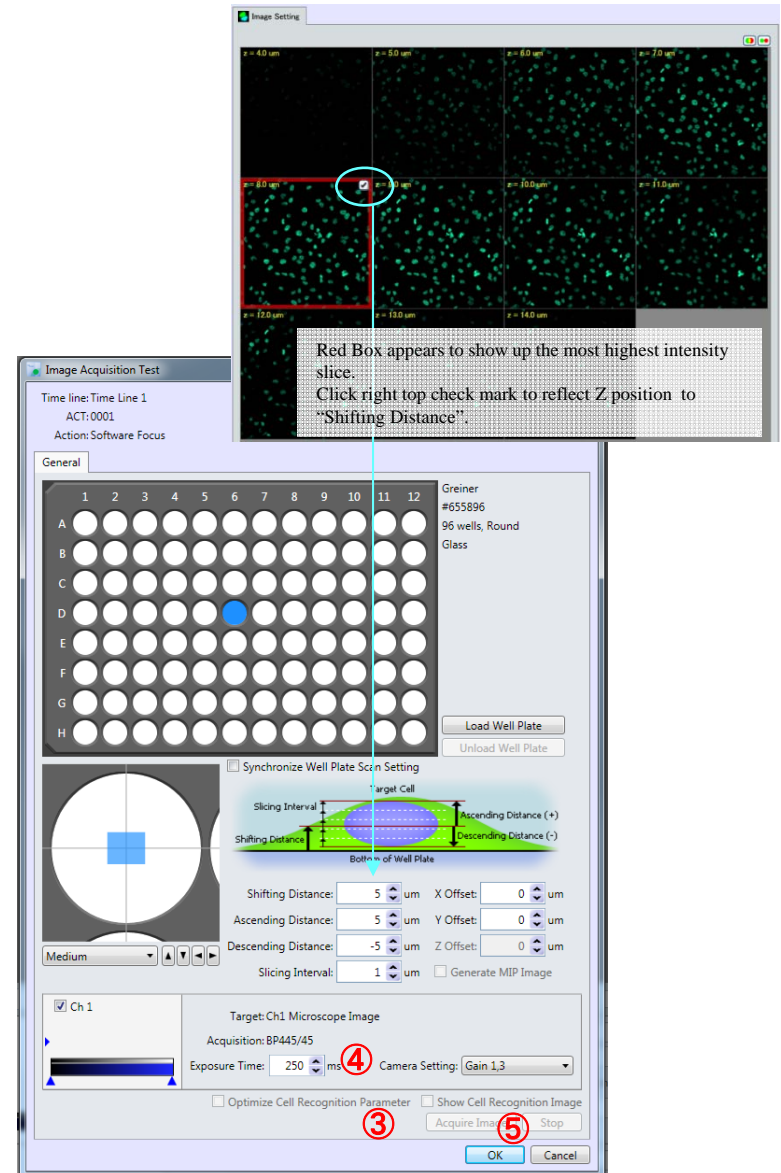 Image Setting
z = 4.0 um z = 5.0 um z = 6.0 um z = 7.0 um
z = 8.0 um z = 9.0 um z = 10.0 um z = 11.0 um
z = 12.0 um z = 13.0 um z = 14.0 um
Red Box appears to show up the most highest intensity
slice.
Click right top check mark to reflect Z position to
“Shifting Distance”.
Image Acquisition Test
Time line: Time Line 1
ACT: 0001
Action: Software Focus
General
1 2 3 4 5 6 7 8 9 10 11 12
A
B
C
D
E
F
G
H
Greiner
#655896
96 wells, Round
Glass
Load Well Plate
Unload Well Plate
Synchronize Well Plate Scan Setting
Target Cell
Slicing Interval
Ascending Distance (+)
Shifting Distance
Descending Distance (-)
Bottom of Well Plate
Medium
Shifting Distance: 5 um X Offset: 0 um
Ascending Distance: 5 um Y Offset: 0 um
Descending Distance: -5 um Z Offset: 0 um
Slicing Interval: 1 um Generate MIP Image
Ch 1
Target: Ch1 Microscope Image
Acquisition: BP445/45
Exposure Time: 250 ms ④ Camera Setting: Gain 1,3
Optimize Cell Recognition Parameter Show Cell Recognition Image
③ Acquire Image ⑤ Stop
OK Cancel